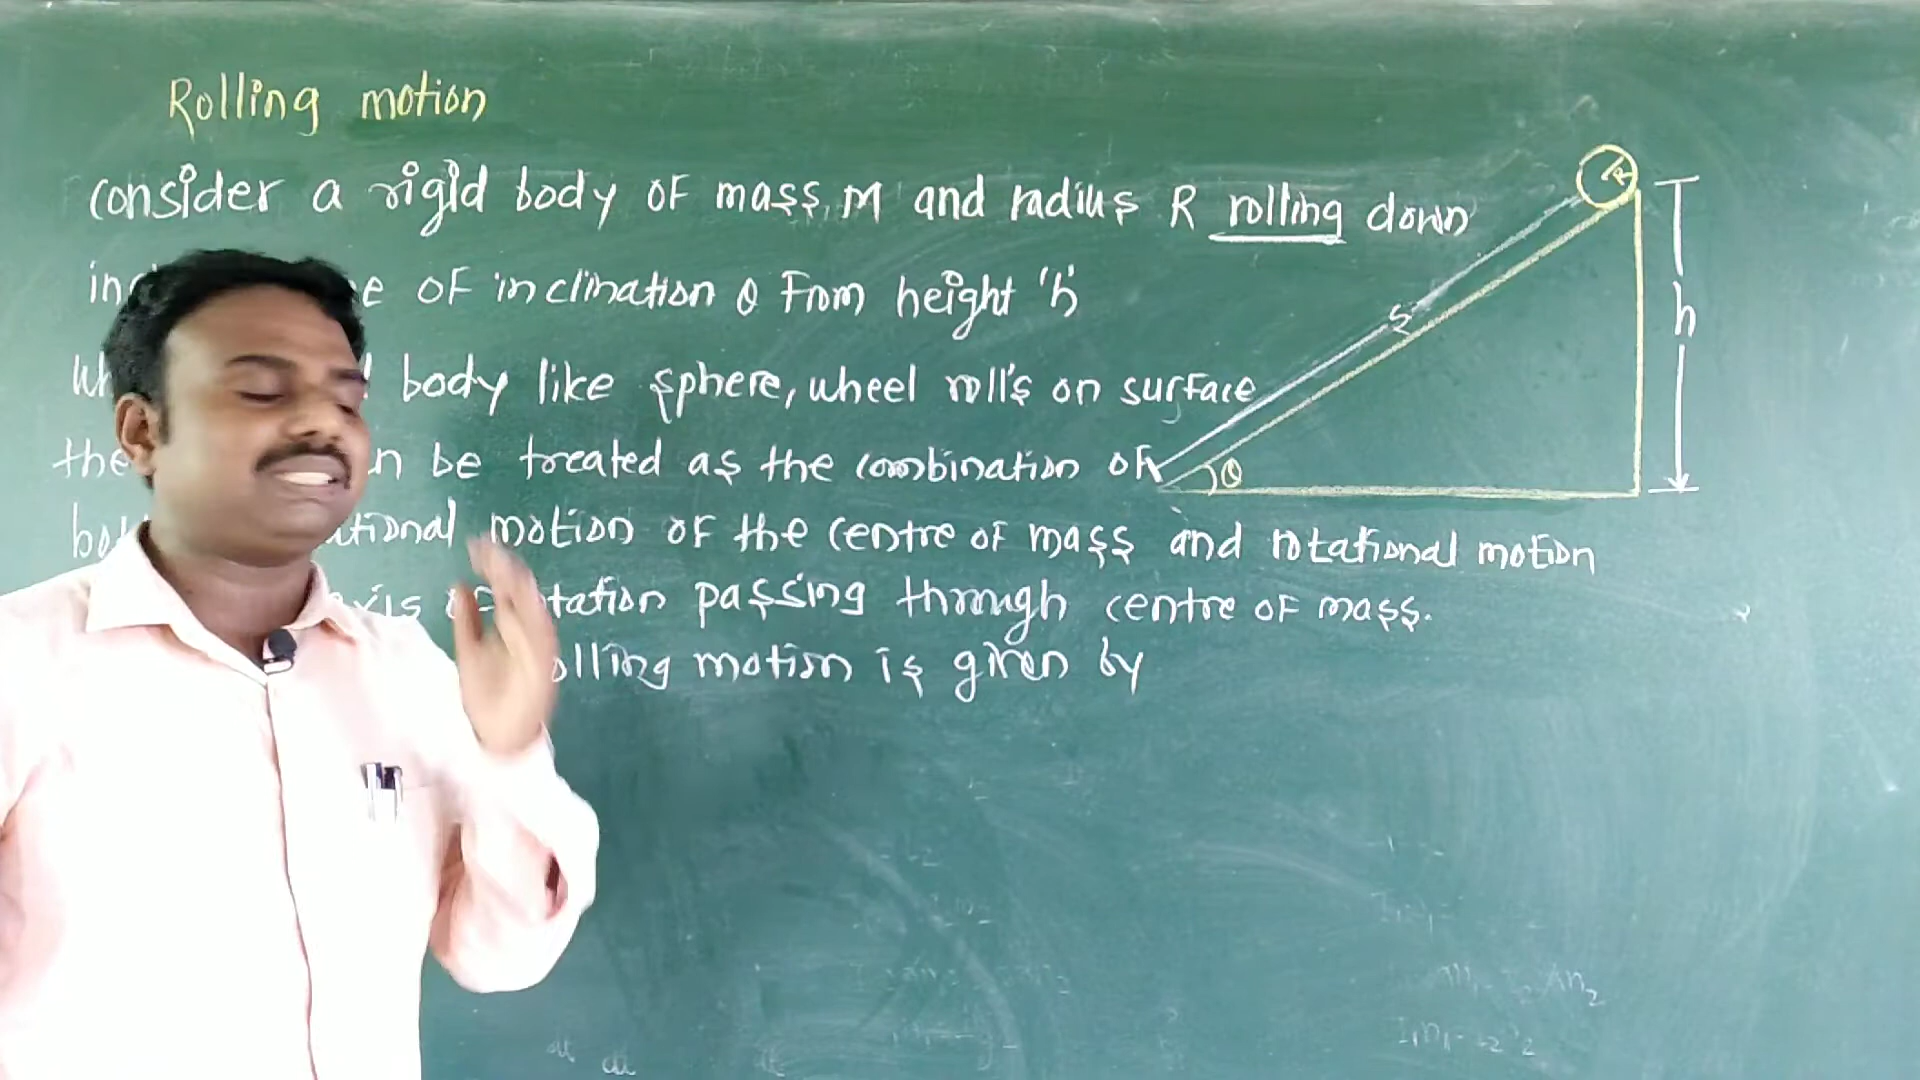 Rolling motion
consider a rigid body of mass M and radius R rolling down
of inclination θ from height 'h'
body like sphere, wheel roll's on surface
the be treated as the combination of
motion of the centre of mass and rotational motion
passing through centre of mass.
motion is given by
R
s
h
θ